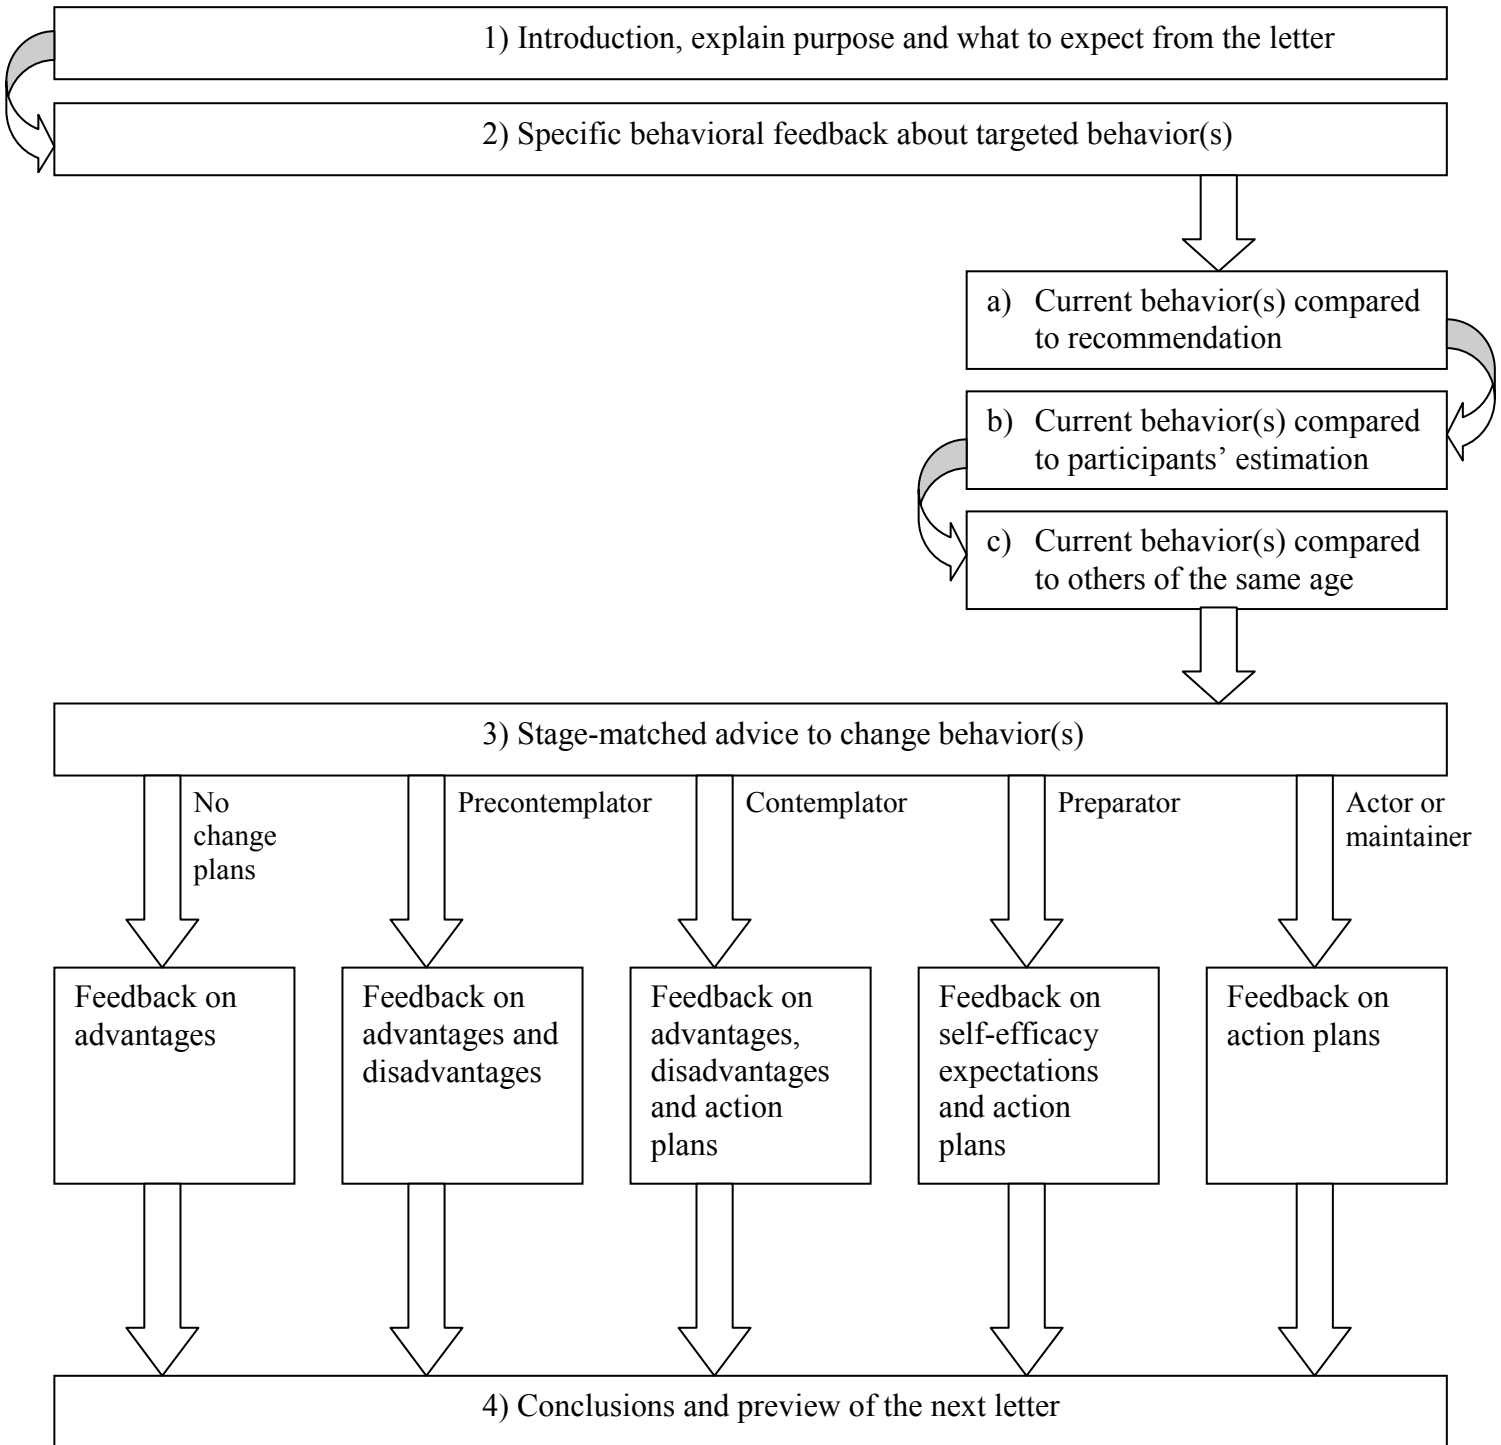 1) Introduction, explain purpose and what to expect from the letter
2) Specific behavioral feedback about targeted behavior(s)
a) Current behavior(s) compared
to recommendation
b) Current behavior(s) compared
to participants’ estimation
c) Current behavior(s) compared
to others of the same age
3) Stage-matched advice to change behavior(s)
No
change
plans
Precontemplator
Contemplator
Preparator
Actor or
maintainer
Feedback on
advantages
Feedback on
advantages and
disadvantages
Feedback on
advantages,
disadvantages
and action
plans
Feedback on
self-efficacy
expectations
and action
plans
Feedback on
action plans
4) Conclusions and preview of the next letter